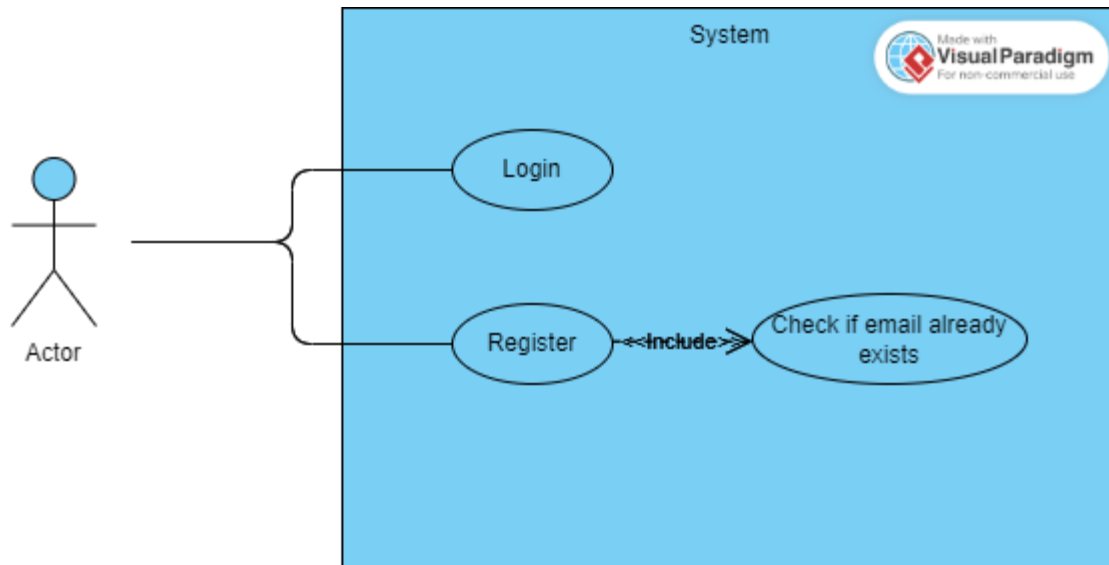 System
Made with
Visual Paradigm
For non-commercial use
Login
Actor
Register
<<Include>>
Check if email already
exists